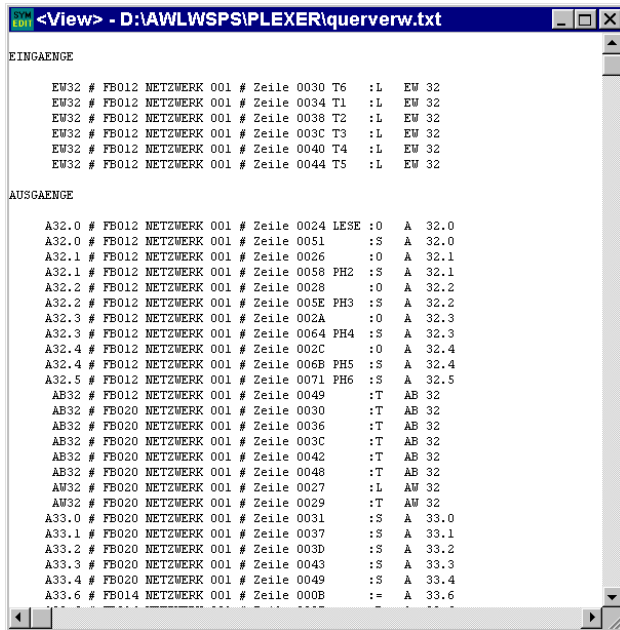 SYM EDIT <View> - D:\AWLWSPS\PLEXER\querverw.txt
EINGAENGE
EW32 # FB012 NETZWERK 001 # Zeile 0030 T6 :L EW 32
EW32 # FB012 NETZWERK 001 # Zeile 0034 T1 :L EW 32
EW32 # FB012 NETZWERK 001 # Zeile 0038 T2 :L EW 32
EW32 # FB012 NETZWERK 001 # Zeile 003C T3 :L EW 32
EW32 # FB012 NETZWERK 001 # Zeile 0040 T4 :L EW 32
EW32 # FB012 NETZWERK 001 # Zeile 0044 T5 :L EW 32
AUSGAENGE
A32.0 # FB012 NETZWERK 001 # Zeile 0024 LESE :O A 32.0
A32.0 # FB012 NETZWERK 001 # Zeile 0051 :S A 32.0
A32.1 # FB012 NETZWERK 001 # Zeile 0026 :O A 32.1
A32.1 # FB012 NETZWERK 001 # Zeile 0058 PH2 :S A 32.1
A32.2 # FB012 NETZWERK 001 # Zeile 0028 :O A 32.2
A32.2 # FB012 NETZWERK 001 # Zeile 005E PH3 :S A 32.2
A32.3 # FB012 NETZWERK 001 # Zeile 002A :O A 32.3
A32.3 # FB012 NETZWERK 001 # Zeile 0064 PH4 :S A 32.3
A32.4 # FB012 NETZWERK 001 # Zeile 002C :O A 32.4
A32.4 # FB012 NETZWERK 001 # Zeile 006B PH5 :S A 32.4
A32.5 # FB012 NETZWERK 001 # Zeile 0071 PH6 :S A 32.5
AB32 # FB012 NETZWERK 001 # Zeile 0049 :T AB 32
AB32 # FB020 NETZWERK 001 # Zeile 0030 :T AB 32
AB32 # FB020 NETZWERK 001 # Zeile 0036 :T AB 32
AB32 # FB020 NETZWERK 001 # Zeile 003C :T AB 32
AB32 # FB020 NETZWERK 001 # Zeile 0042 :T AB 32
AB32 # FB020 NETZWERK 001 # Zeile 0048 :T AB 32
AW32 # FB020 NETZWERK 001 # Zeile 0027 :L AW 32
AW32 # FB020 NETZWERK 001 # Zeile 0029 :T AW 32
A33.0 # FB020 NETZWERK 001 # Zeile 0031 :S A 33.0
A33.1 # FB020 NETZWERK 001 # Zeile 0037 :S A 33.1
A33.2 # FB020 NETZWERK 001 # Zeile 003D :S A 33.2
A33.3 # FB020 NETZWERK 001 # Zeile 0043 :S A 33.3
A33.4 # FB020 NETZWERK 001 # Zeile 0049 :S A 33.4
A33.6 # FB014 NETZWERK 001 # Zeile 000B := A 33.6